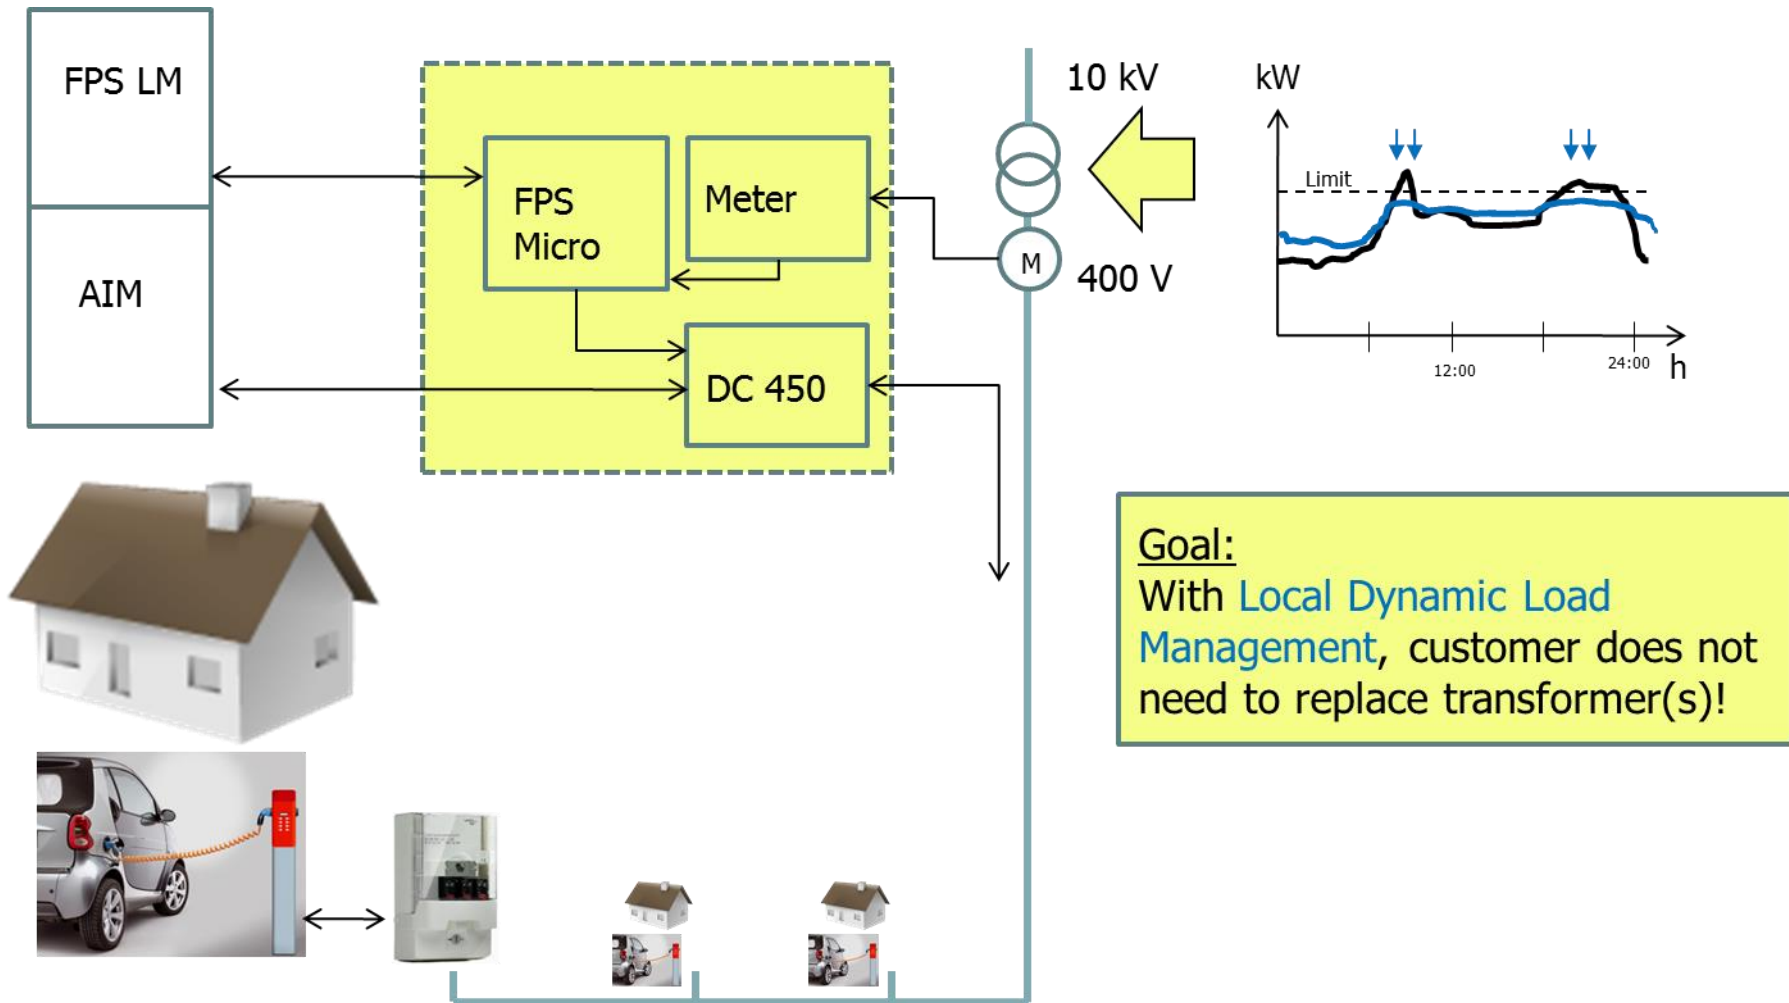 FPS LM
AIM
FPS
Micro
Meter
DC 450
10 kV
M
400 V
kW
Limit
12:00
24:00
h
Goal:
With Local Dynamic Load
Management, customer does not
need to replace transformer(s)!